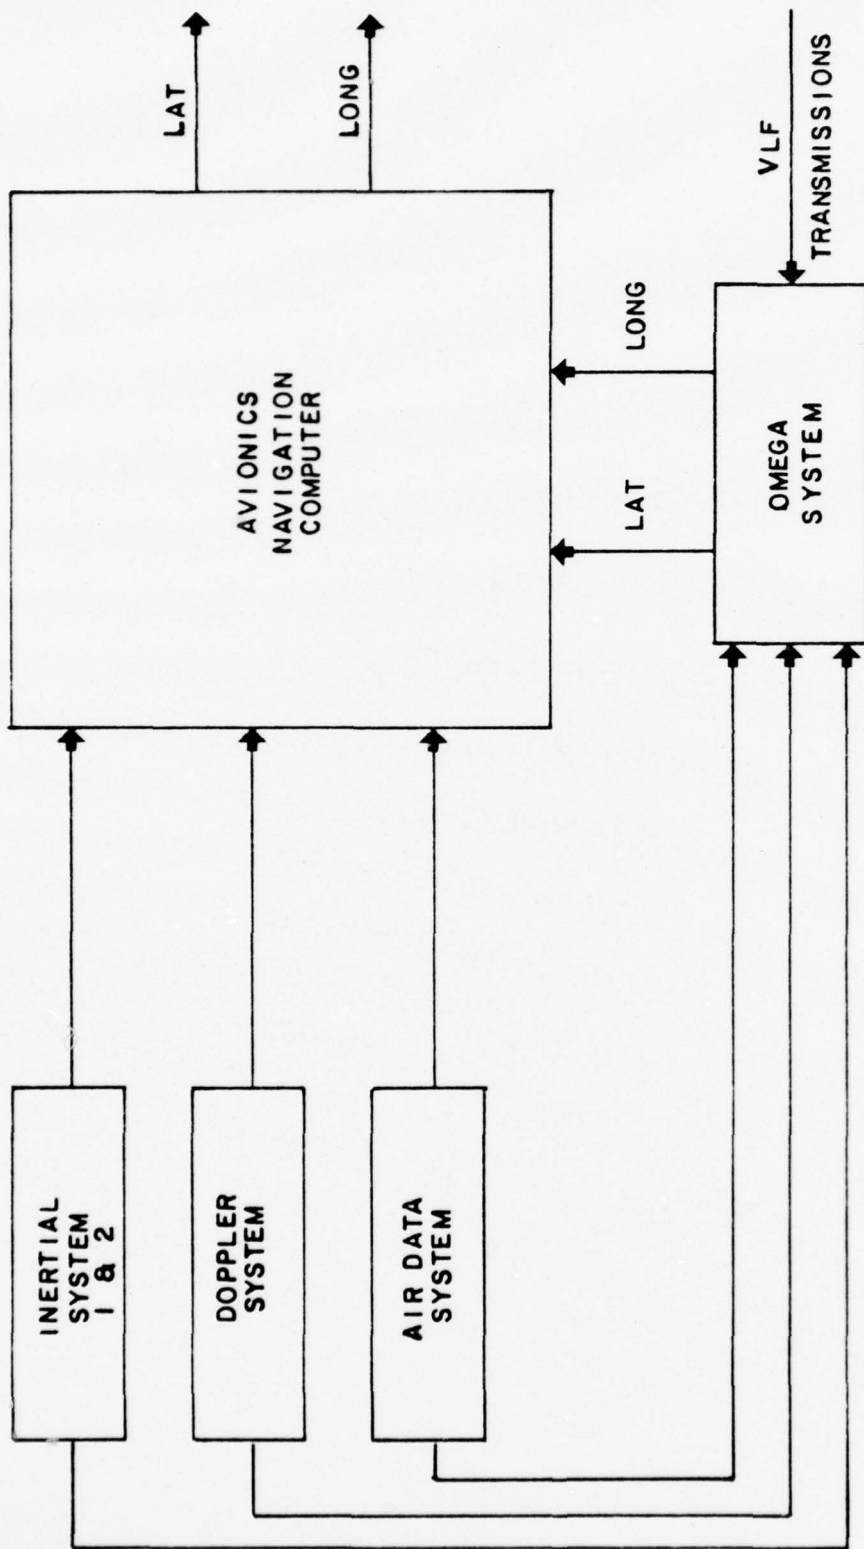 INERTIAL
SYSTEM
1 & 2
DOPPLER
SYSTEM
AIR DATA
SYSTEM
AVIONICS
NAVIGATION
COMPUTER
LAT
LONG
LAT
LONG
OMEGA
SYSTEM
VLF
TRANSMISSIONS